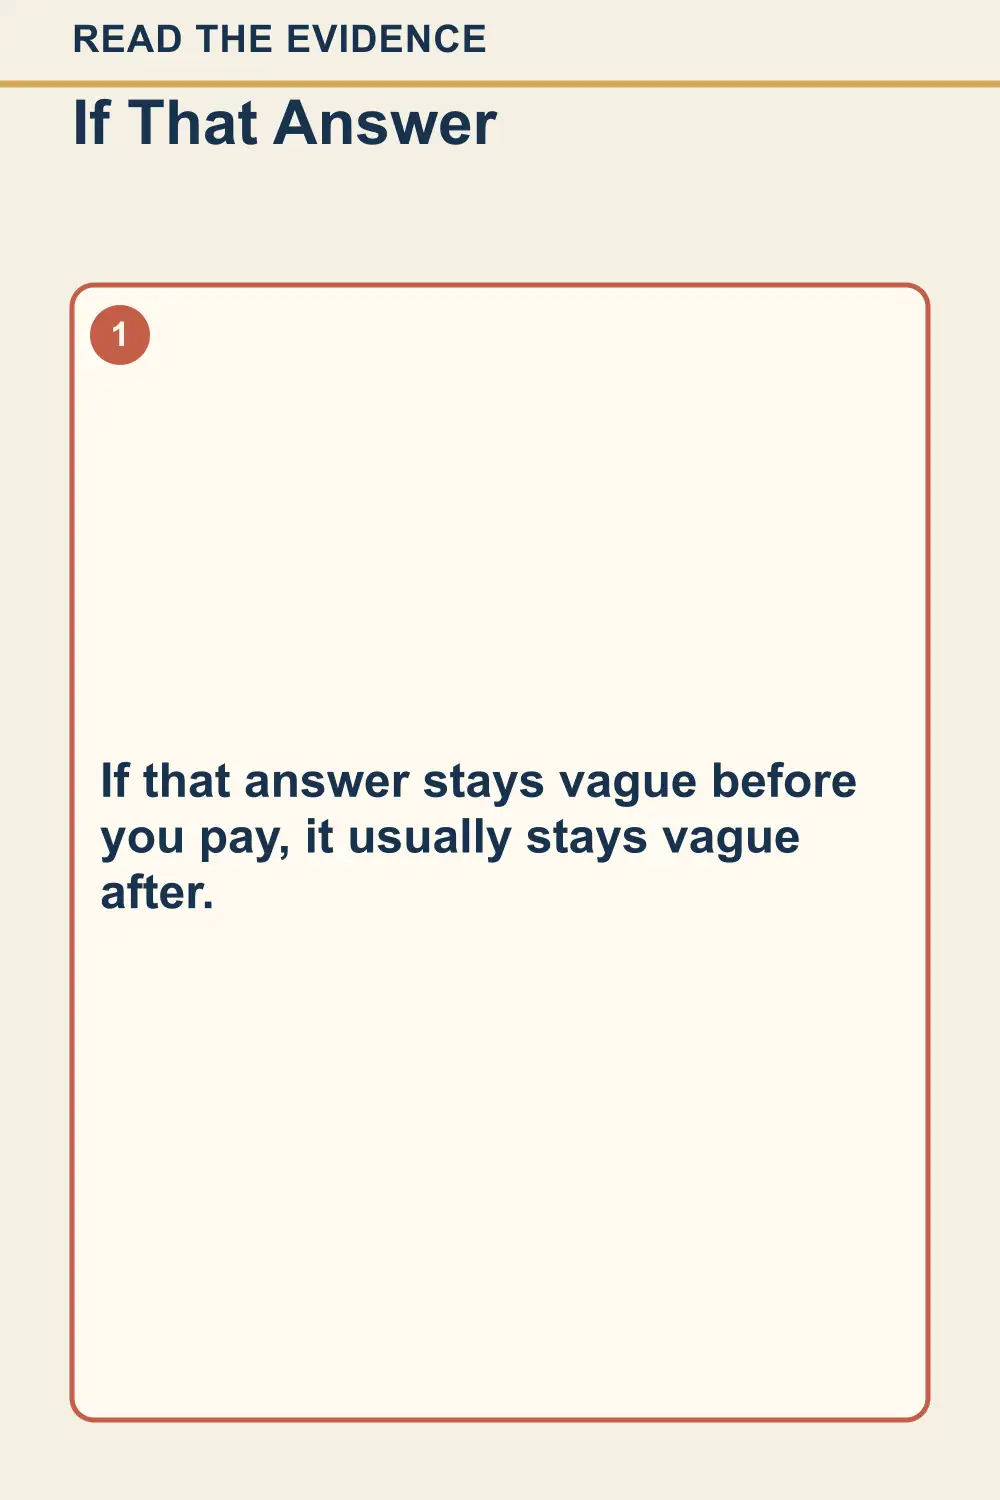 READ THE EVIDENCE
If That Answer
1
If that answer stays vague before
you pay, it usually stays vague
after.